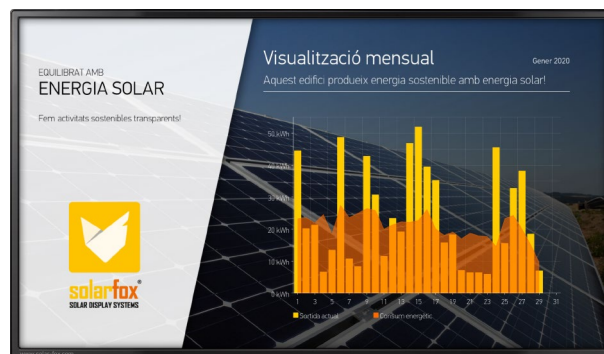 EQUILIBRAT AMB
ENERGIA SOLAR
Fem activitats sostenibles transparents!
solarfox®
SOLAR DISPLAY SYSTEMS
Visualització mensual
Gener 2020
Aquest edifici produeix energia sostenible amb energia solar!
50 kWh
40 kWh
30 kWh
20 kWh
10 kWh
0 kWh
1 3 5 7 9 11 13 15 17 19 21 23 25 27 29 31
Sortida actual
Consum energètic